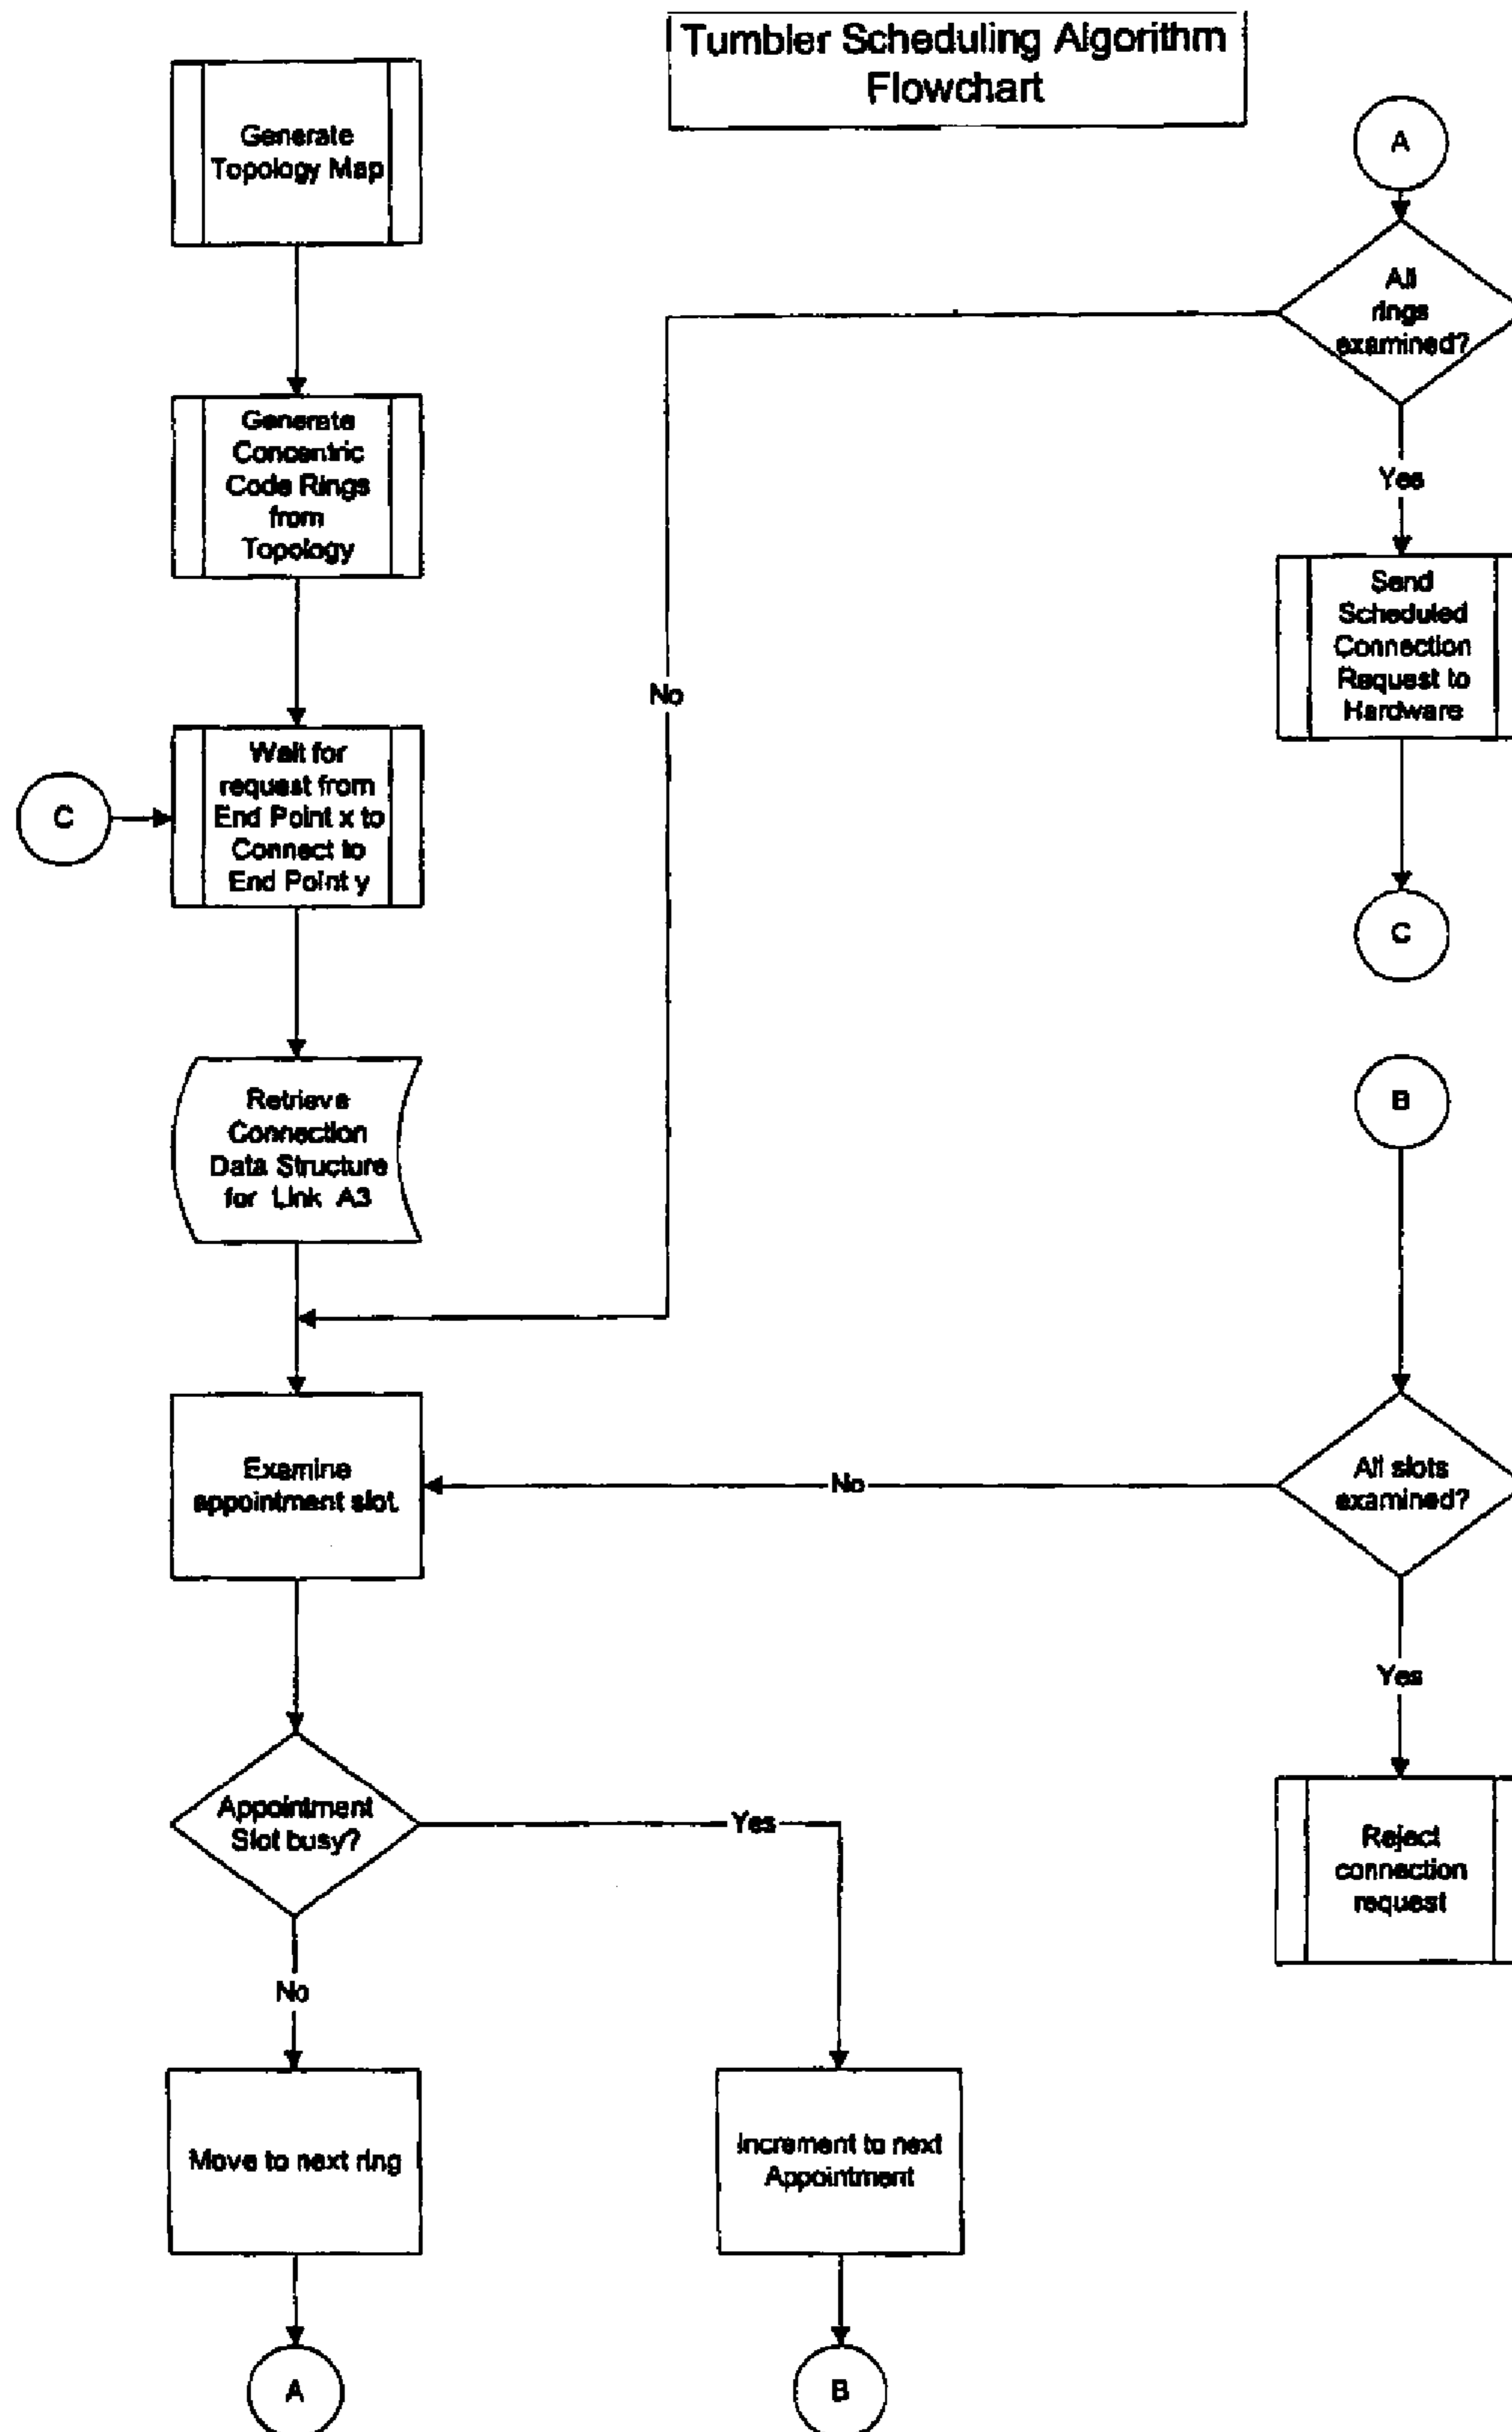 Tumbler Scheduling Algorithm
Flowchart
Generate
Topology Map
Generate
Concentric
Code Rings
from
Topology
C
Wait for
request from
End Point x to
Connect to
End Point y
Retrieve
Connection
Data Structure
for Link A3
Examine
appointment slot.
Appointment
Slot busy?
Yes
No
Move to next ring
Increment to next
Appointment
A
B
A
All
rings
examined?
No
Yes
Send
Scheduled
Connection
Request to
Hardware
C
B
All slots
examined?
No
Yes
Reject
connection
request